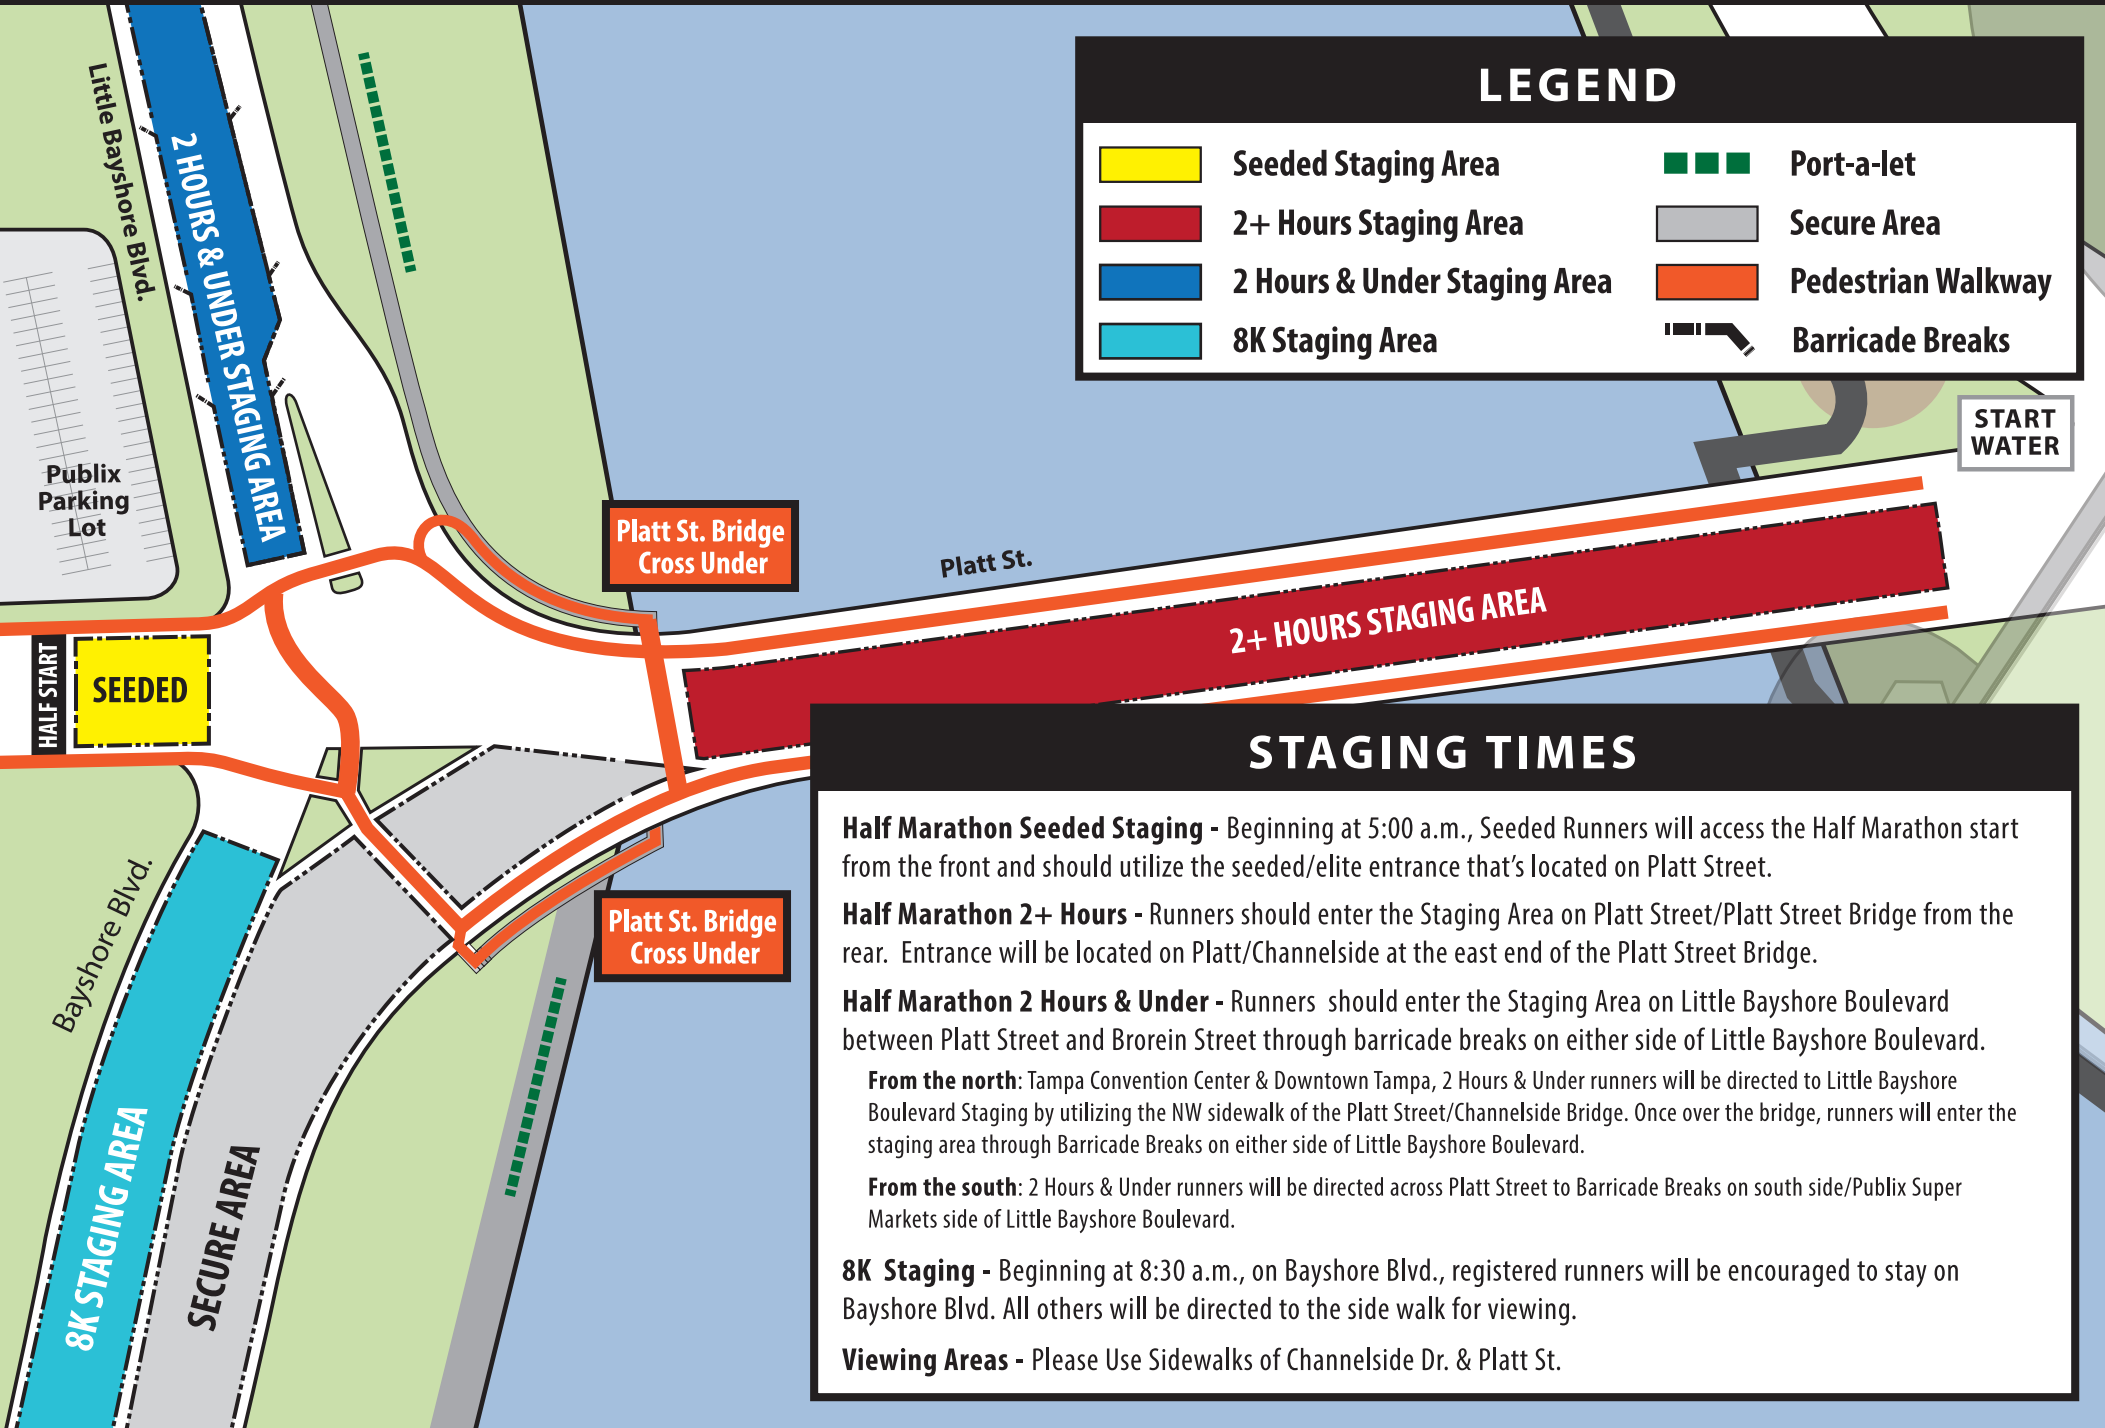 LEGEND
Seeded Staging Area
2+ Hours Staging Area
2 Hours & Under Staging Area
8K Staging Area
Port-a-let
Secure Area
Pedestrian Walkway
Barricade Breaks
START
WATER
Little Bayshore Blvd.
2 HOURS & UNDER STAGING AREA
Publix
Parking
Lot
Platt St. Bridge
Cross Under
Platt St.
2+ HOURS STAGING AREA
HALF START
SEEDED
Platt St. Bridge
Cross Under
Bayshore Blvd.
8K STAGING AREA
SECURE AREA
STAGING TIMES
Half Marathon Seeded Staging - Beginning at 5:00 a.m., Seeded Runners will access the Half Marathon start
from the front and should utilize the seeded/elite entrance that's located on Platt Street.
Half Marathon 2+ Hours - Runners should enter the Staging Area on Platt Street/Platt Street Bridge from the
rear. Entrance will be located on Platt/Channelside at the east end of the Platt Street Bridge.
Half Marathon 2 Hours & Under - Runners should enter the Staging Area on Little Bayshore Boulevard
between Platt Street and Brorein Street through barricade breaks on either side of Little Bayshore Boulevard.
From the north: Tampa Convention Center & Downtown Tampa, 2 Hours & Under runners will be directed to Little Bayshore
Boulevard Staging by utilizing the NW sidewalk of the Platt Street/Channelside Bridge. Once over the bridge, runners will enter the
staging area through Barricade Breaks on either side of Little Bayshore Boulevard.
From the south: 2 Hours & Under runners will be directed across Platt Street to Barricade Breaks on south side/Publix Super
Markets side of Little Bayshore Boulevard.
8K Staging - Beginning at 8:30 a.m., on Bayshore Blvd., registered runners will be encouraged to stay on
Bayshore Blvd. All others will be directed to the side walk for viewing.
Viewing Areas - Please Use Sidewalks of Channelside Dr. & Platt St.